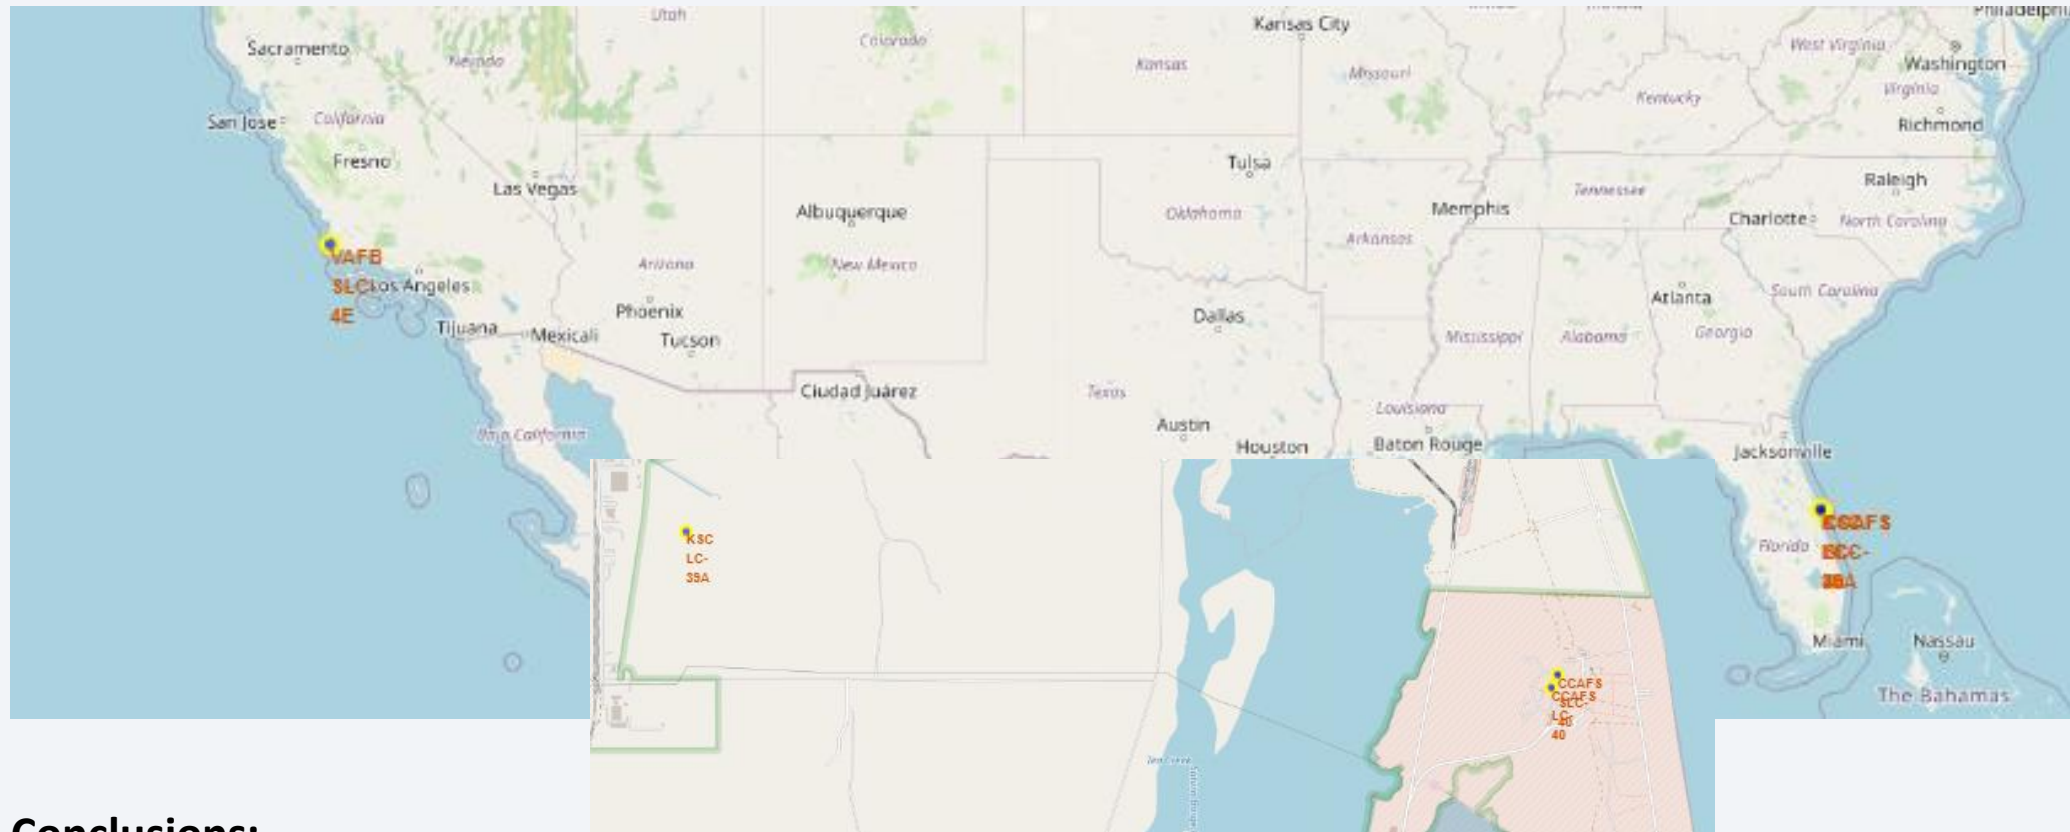 Utah
Kansas City
Philadelphi
Sacramento
Colorado
West Virginia
Nevada
Kansas
Washington
Missouri
Virginia
Kentucky
San Jose
California
Richmond
Fresno
Tulsa
Las Vegas
Raleigh
Tennessee
Albuquerque
Oklahoma
Memphis
Charlotte
North Carolina
Arkansas
VAFB
SLC
4E
Los Angeles
Arizona
New Mexico
South Carolina
Atlanta
Phoenix
Dallas
Tijuana
Mexicali
Tucson
Mississippi
Alabama
Georgia
Ciudad Juárez
Texas
Louisiana
Austin
Baja California
Houston
Baton Rouge
Jacksonville
Florida
Miami
Nassau
The Bahamas
KSC
LC-
39A
CCAFS
SLC-
40
CCAFS
LC-
40
Conclusions: